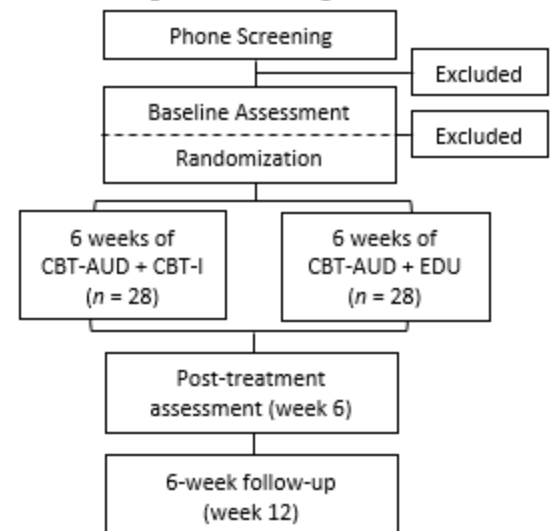 Phone Screening
Excluded
Baseline Assessment
Excluded
Randomization
6 weeks of
CBT-AUD + CBT-I
(n = 28)
6 weeks of
CBT-AUD + EDU
(n = 28)
Post-treatment
assessment (week 6)
6-week follow-up
(week 12)